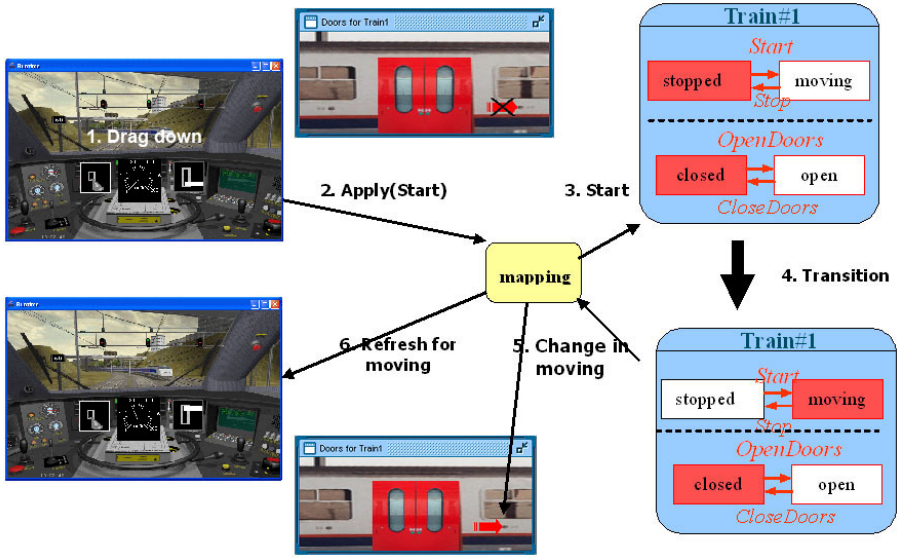 Doors for Train1
Train#1
Start
stopped
moving
Stop
OpenDoors
closed
open
CloseDoors
1. Drag down
2. Apply(Start)
3. Start
mapping
4. Transition
5. Change in
moving
6. Refresh for
moving
Train#1
Start
stopped
moving
Stop
OpenDoors
closed
open
CloseDoors
Doors for Train1